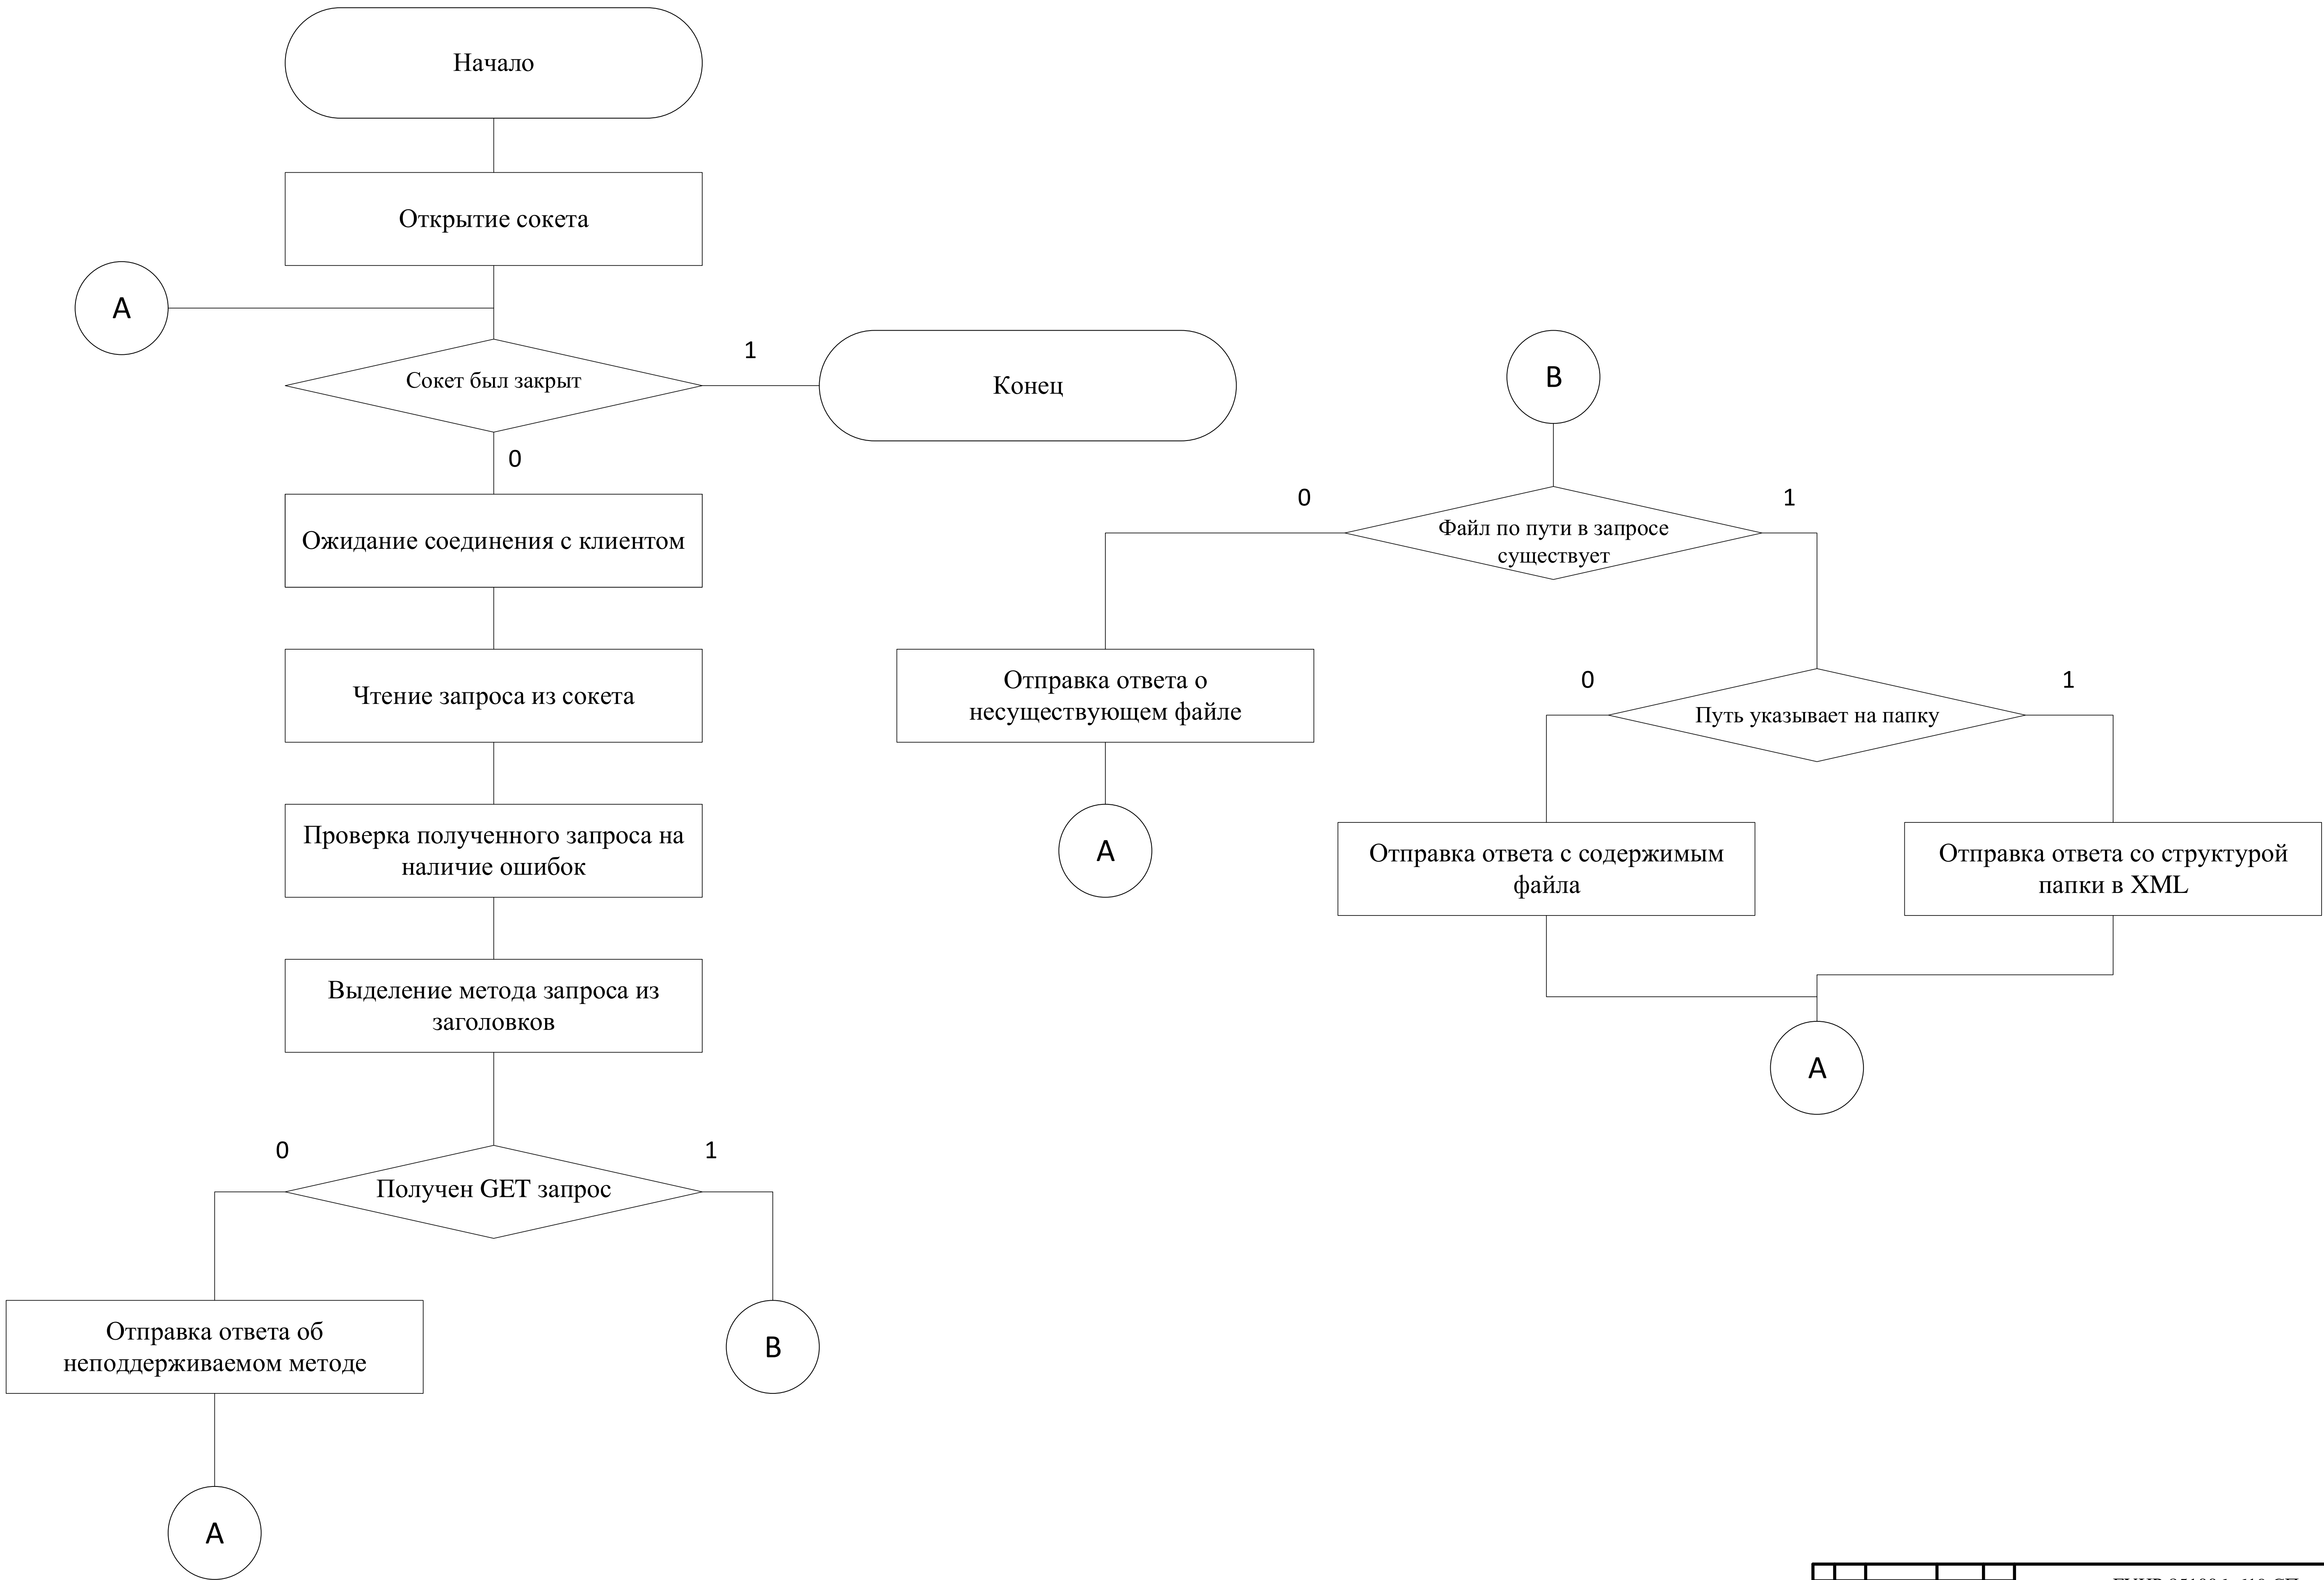 Начало
Открытие сокета
A
Сокет был закрыт
1
Конец
0
Ожидание соединения с клиентом
Чтение запроса из сокета
Проверка полученного запроса на
наличие ошибок
Выделение метода запроса из
заголовков
0
1
Получен GET запрос
Отправка ответа об
неподдерживаемом методе
B
A
B
0
1
Файл по пути в запросе
существует
Отправка ответа о
несуществующем файле
A
0
1
Путь указывает на папку
Отправка ответа с содержимым
файла
Отправка ответа со структурой
папки в XML
A